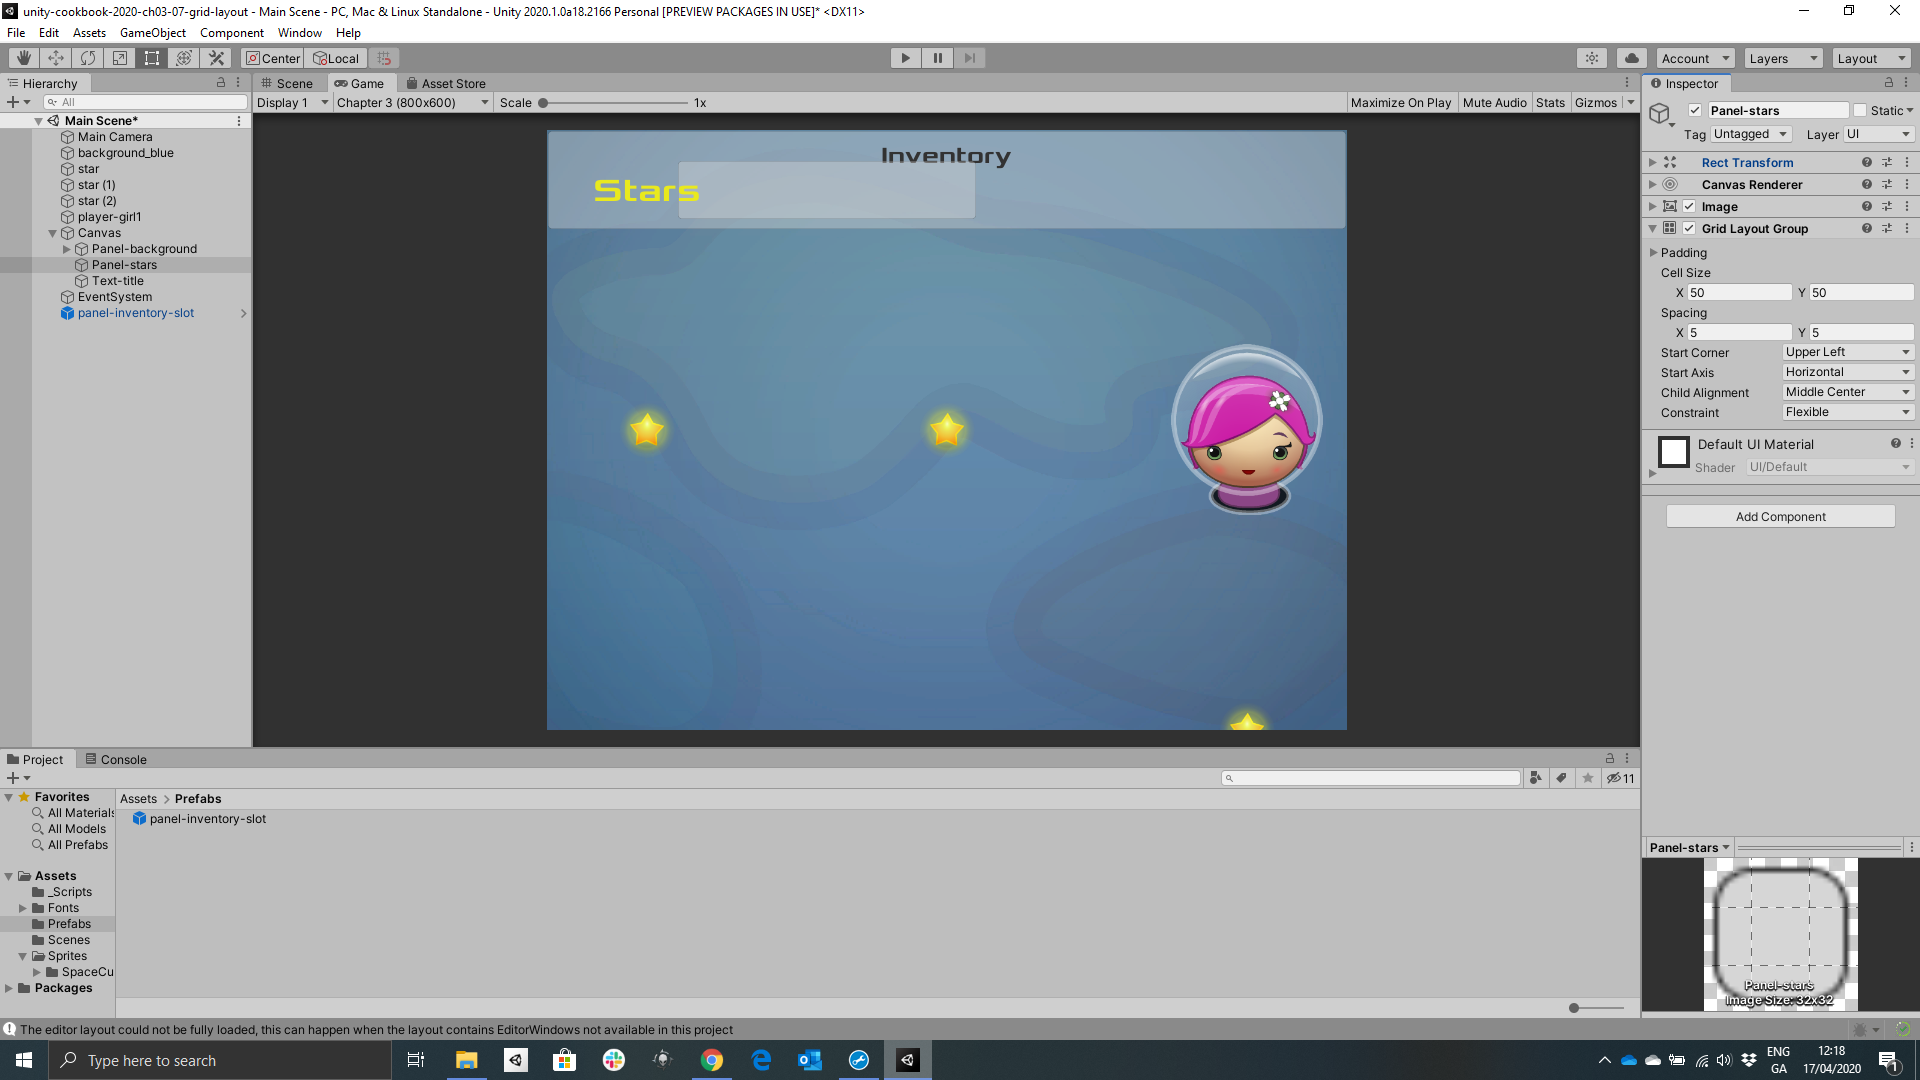 unity-cookbook-2020-ch03-07-grid-layout - Main Scene - PC, Mac & Linux Standalone - Unity 2020.1.0a18.2166 Personal [PREVIEW PACKAGES IN USE]* <DX11>
File Edit Assets GameObject Component Window Help
Center Local Account Layers Layout
Hierarchy Scene Game Asset Store Inspector
All Display 1 Chapter 3 (800x600) Scale 1x Maximize On Play Mute Audio Stats Gizmos
Panel-stars Static
Tag Untagged Layer UI
Main Scene*
Main Camera
background_blue
star
star (1)
star (2)
player-girl1
Canvas
Panel-background
Panel-stars
Text-title
EventSystem
panel-inventory-slot
Inventory
Stars
Rect Transform
Canvas Renderer
Image
Grid Layout Group
Padding
Cell Size
X 50 Y 50
Spacing
X 5 Y 5
Start Corner Upper Left
Start Axis Horizontal
Child Alignment Middle Center
Constraint Flexible
Default UI Material
Shader UI/Default
Add Component
Project Console
11
Favorites
All Materials
All Models
All Prefabs
Assets
_Scripts
Fonts
Prefabs
Scenes
Sprites
SpaceCu
Packages
Assets > Prefabs
panel-inventory-slot
Panel-stars
Panel-stars
Image Size: 32x32
The editor layout could not be fully loaded, this can happen when the layout contains EditorWindows not available in this project
Type here to search
ENG
GA
12:18
17/04/2020
1